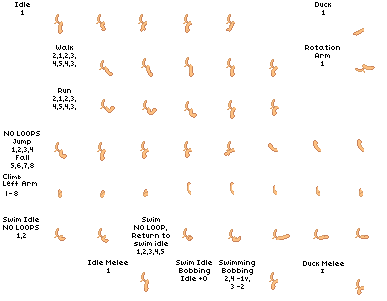 Idle
1
Duck
1
Walk
2,1,2,3,
4,5,4,3,
Rotation
Arm
1
Run
2,1,2,3,
4,5,4,3,
NO LOOPS
Jump
1,2,3,4
Fall
5,6,7,8
Climb
Left Arm
1-8
Swim Idle
NO LOOPS
1,2
Swim
NO LOOP,
Return to
swim idle
1,2,3,4,5
Swim Idle
Bobbing
Idle +0
Swimming
Bobbing
2,4 -1v,
3 -2
Duck Melee
1
Idle Melee
1